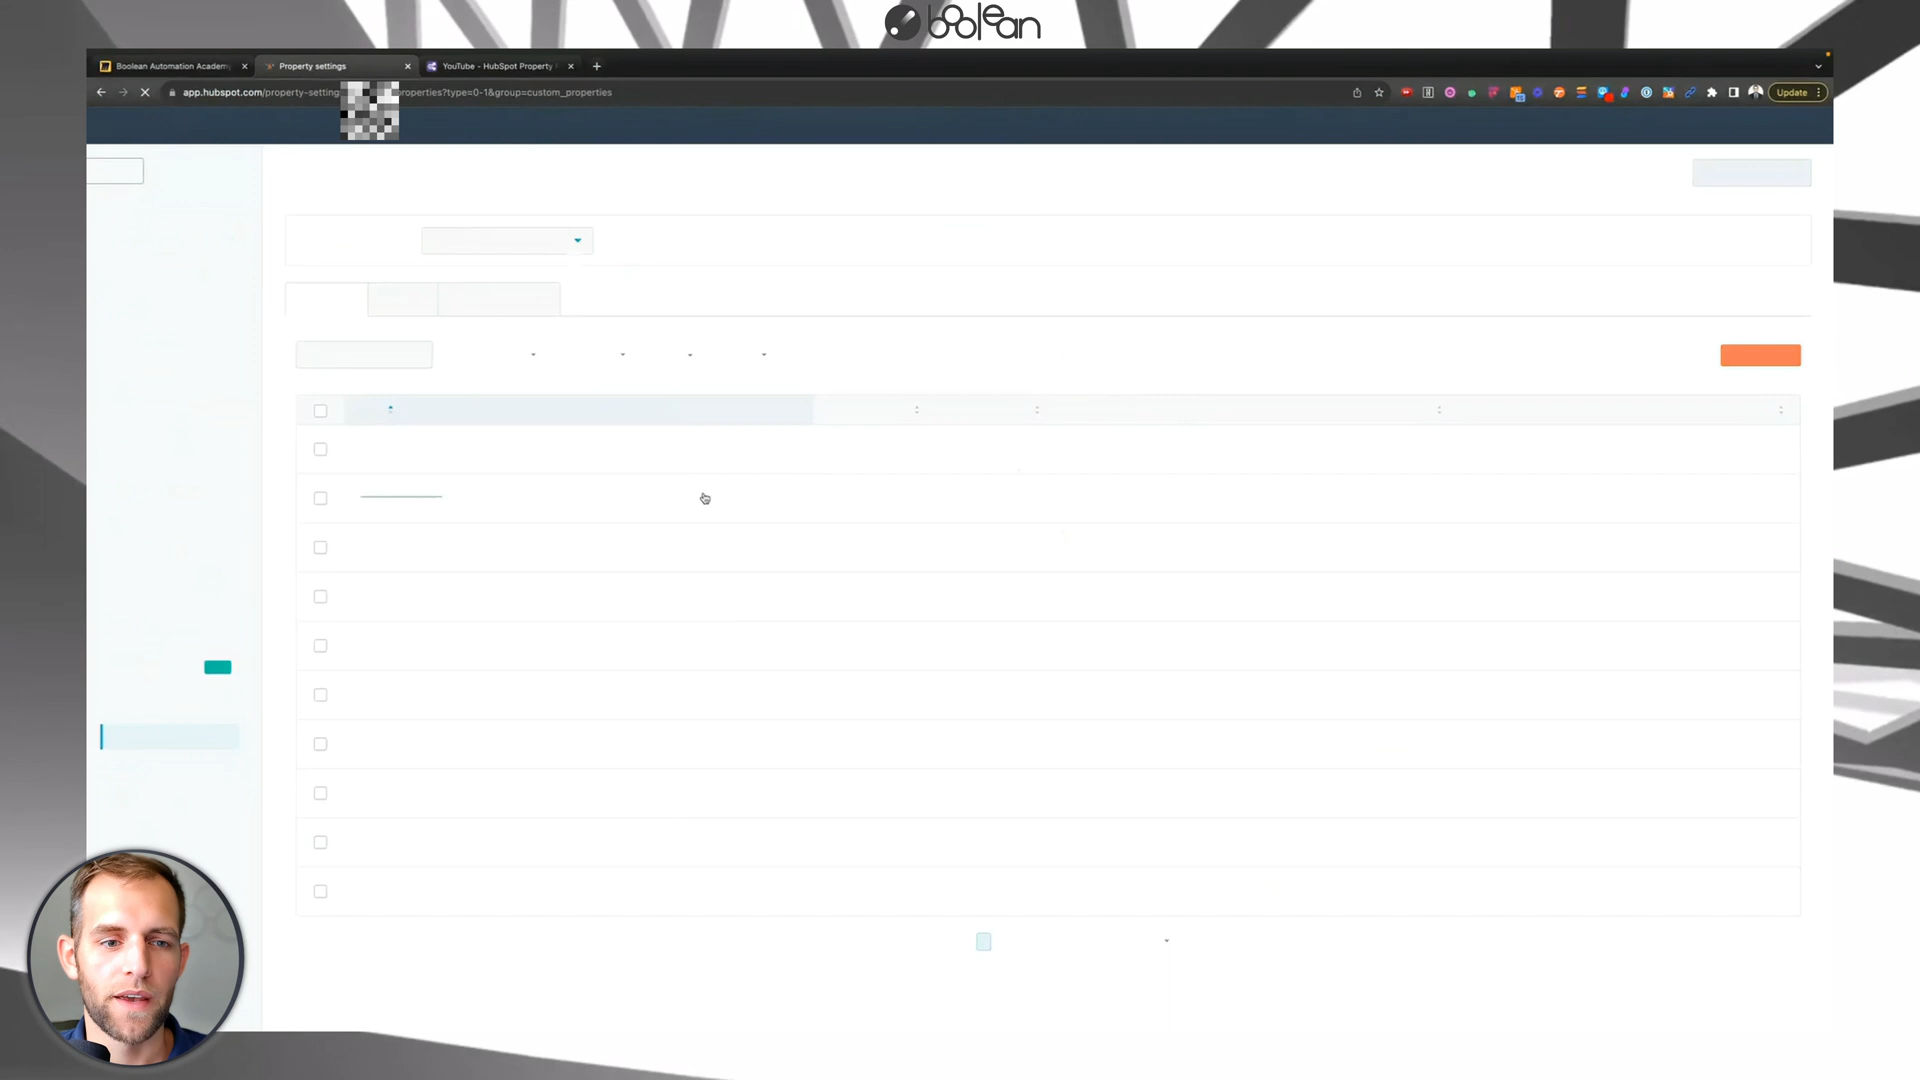 boolean
Boolean Automation Academy
Property settings
YouTube - HubSpot Property
app.hubspot.com/property-setting
roperties?type=0-1&group=custom_properties
Update